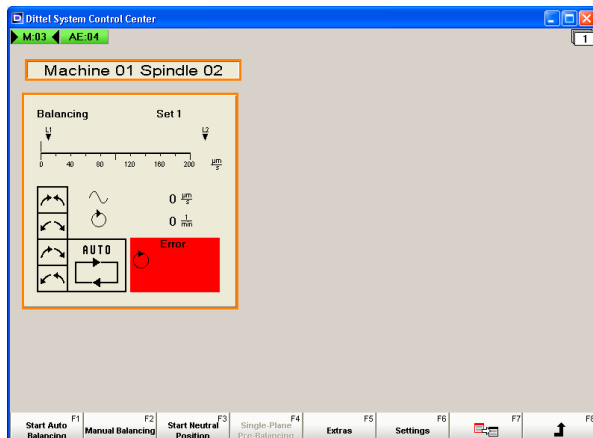 Dittel System Control Center
M:03 AE:04
1
Machine 01 Spindle 02
Balancing Set 1
L1 L2
0 40 80 120 160 200 µm/s
0 µm/s
0 1/min
AUTO
Error
F1 F2 F3 F4 F5 F6 F7 F8
Start Auto Balancing
Manual Balancing
Start Neutral Position
Single-Plane Pre-Balancing
Extras
Settings